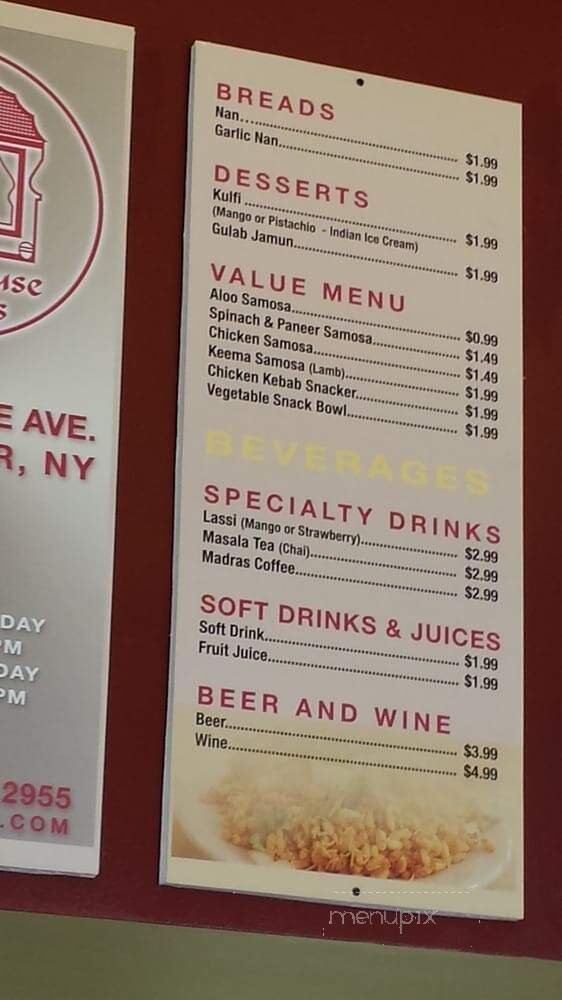 use
s
E AVE.
R, NY
DAY
PM
DAY
PM
2955
L.COM
BREADS
Nan... $1.99
Garlic Nan $1.99
DESSERTS
Kulfi $1.99
(Mango or Pistachio - Indian Ice Cream)
Gulab Jamun $1.99
VALUE MENU
Aloo Samosa $0.99
Spinach & Paneer Samosa $1.49
Chicken Samosa $1.49
Keema Samosa (Lamb) $1.99
Chicken Kebab Snacker $1.99
Vegetable Snack Bowl $1.99
BEVERAGES
SPECIALTY DRINKS
Lassi (Mango or Strawberry) $2.99
Masala Tea (Chai) $2.99
Madras Coffee $2.99
SOFT DRINKS & JUICES
Soft Drink $1.99
Fruit Juice $1.99
BEER AND WINE
Beer $3.99
Wine $4.99
menupix